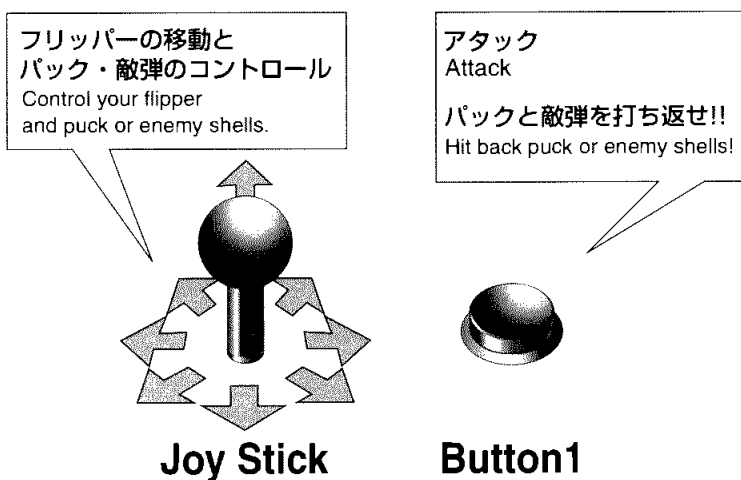 フリッパーの移動と
パック・敵弾のコントロール
Control your flipper
and puck or enemy shells.
アタック
Attack
パックと敵弾を打ち返せ!!
Hit back puck or enemy shells!
Joy Stick
Button1